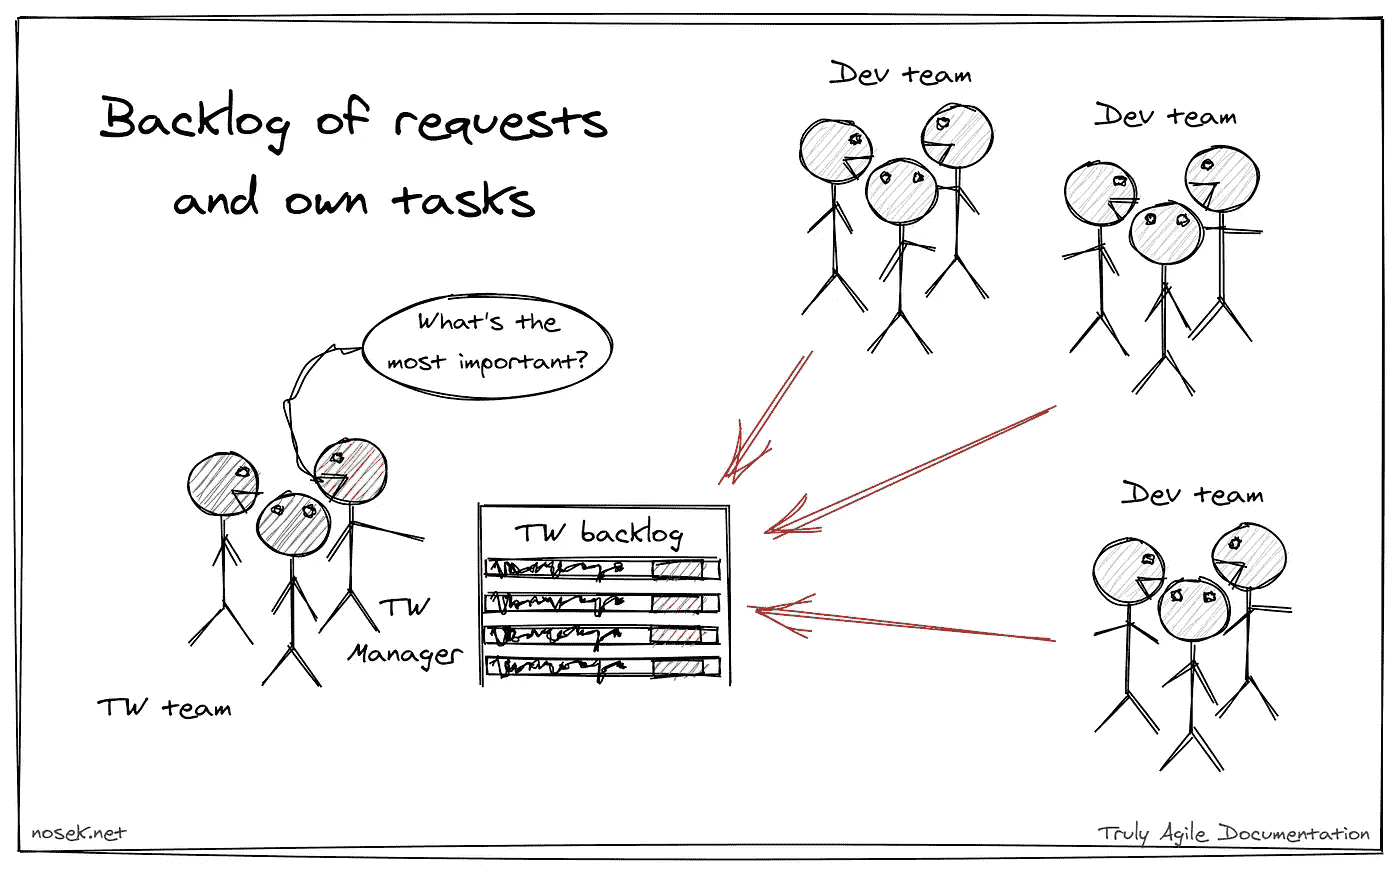 Backlog of requests
and own tasks
Dev team
Dev team
What's the
most important?
Dev team
TW backlog
TW
Manager
TW team
nosek.net
Truly Agile Documentation